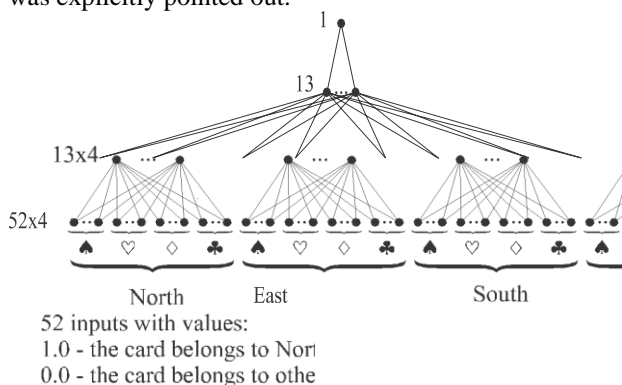 was explicitly pointed out.
1
13 ...
13x4 ... ... ...
52x4 ... ... ... ... ... ... ... ... ... ... ... ...
♠ ♡ ♢ ♣ ♠ ♡ ♢ ♣ ♠ ♡ ♢ ♣ ♠
North East South
52 inputs with values:
1.0 - the card belongs to Nort
0.0 - the card belongs to othe